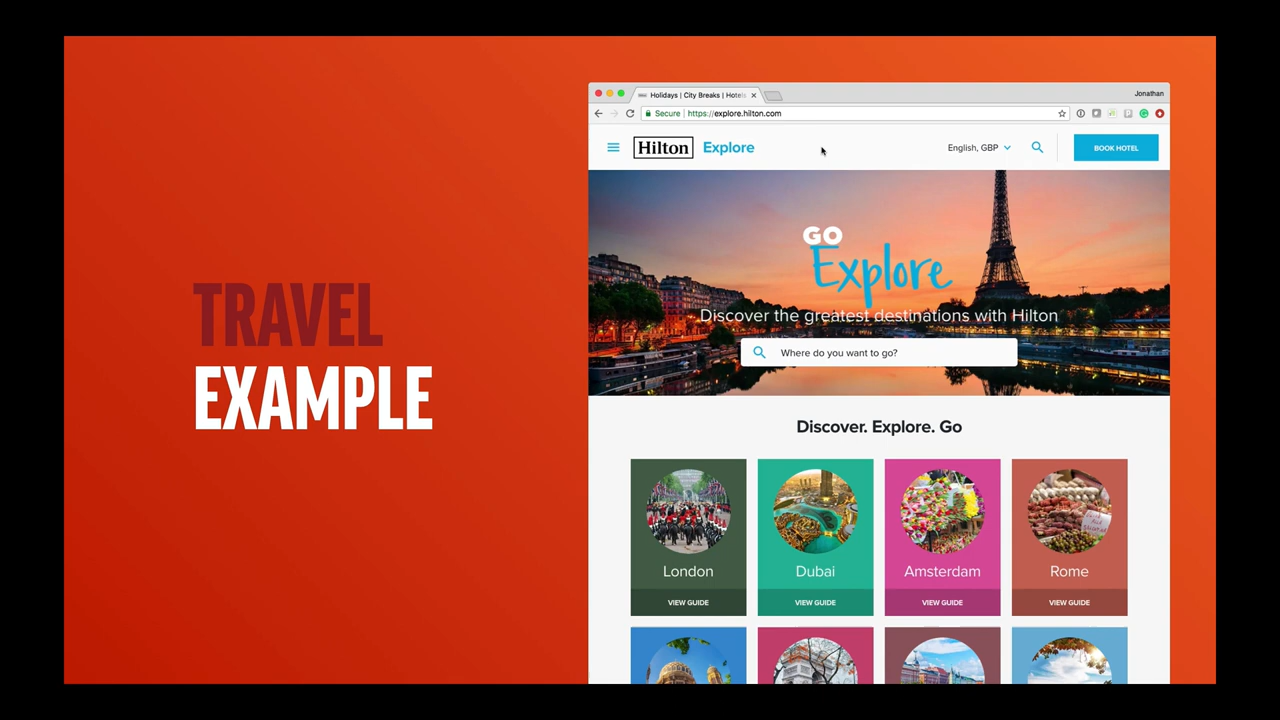 TRAVEL
EXAMPLE
Holidays | City Breaks | Hotels
Jonathan
Secure | https://explore.hilton.com
Hilton Explore
English, GBP
BOOK HOTEL
GO
Explore
Discover the greatest destinations with Hilton
Where do you want to go?
Discover. Explore. Go
London Dubai Amsterdam Rome
VIEW GUIDE VIEW GUIDE VIEW GUIDE VIEW GUIDE